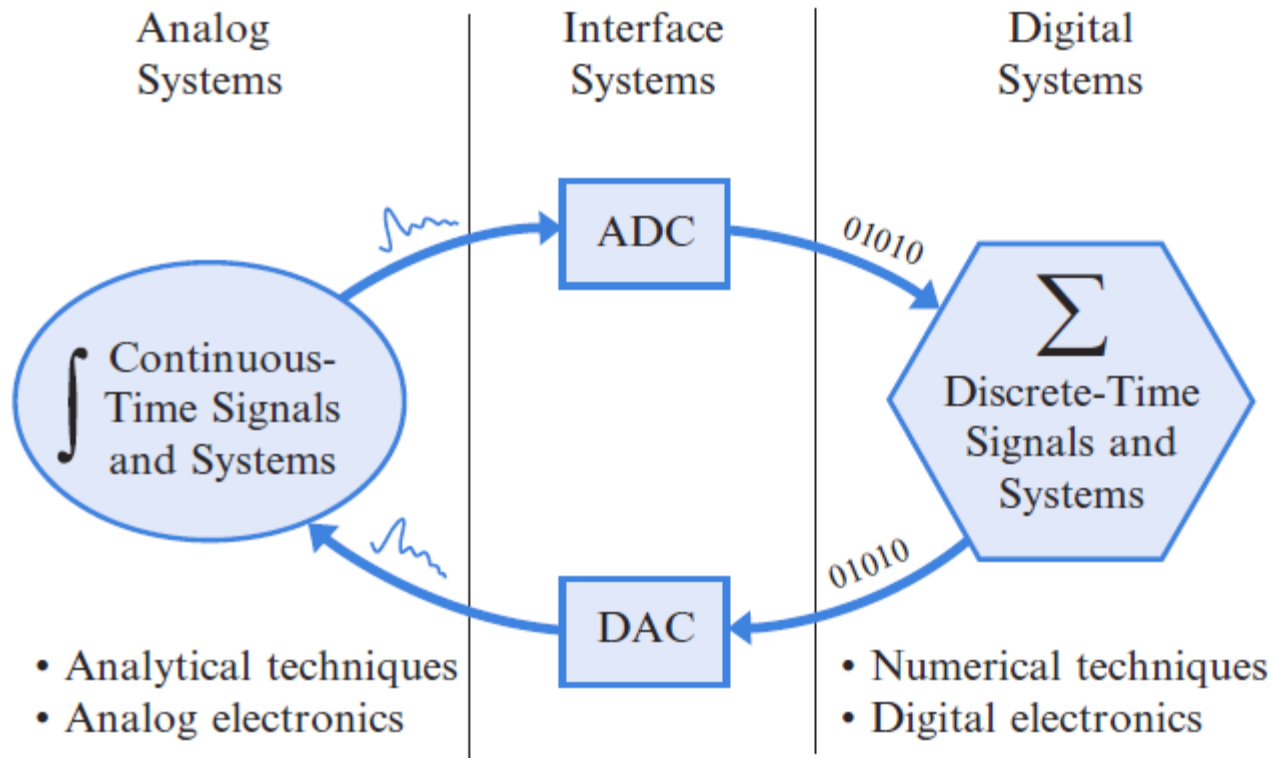 Analog
Systems
Interface
Systems
Digital
Systems
ADC
01010
∫
Continuous-
Time Signals
and Systems
∑
Discrete-Time
Signals and
Systems
01010
DAC
• Analytical techniques
• Analog electronics
• Numerical techniques
• Digital electronics